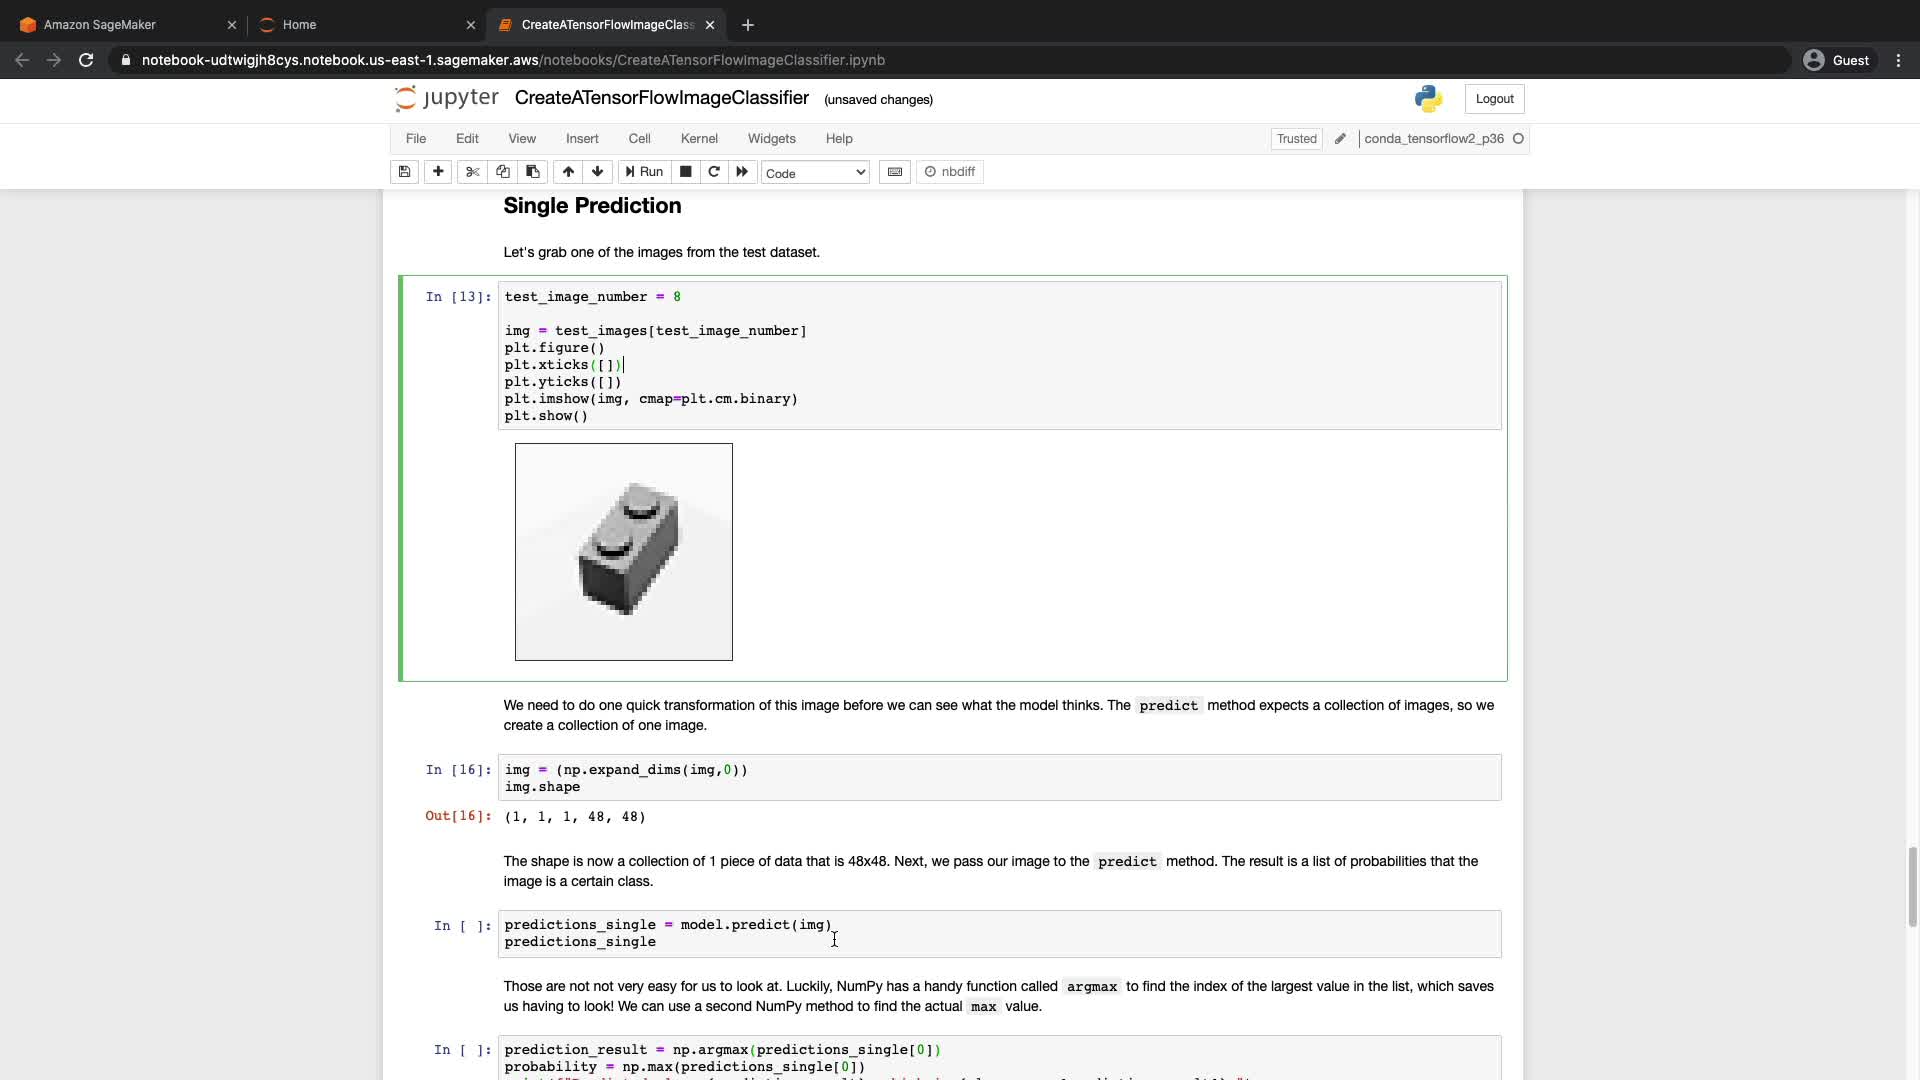 Amazon SageMaker
Home
CreateATensorFlowImageClass
notebook-udtwigjh8cys.notebook.us-east-1.sagemaker.aws/notebooks/CreateATensorFlowImageClassifier.ipynb
Guest
jupyter CreateATensorFlowImageClassifier (unsaved changes)
Logout
File Edit View Insert Cell Kernel Widgets Help
Trusted
conda_tensorflow2_p36
Run
Code
nbdiff
Single Prediction
Let's grab one of the images from the test dataset.
In [13]: test_image_number = 8
img = test_images[test_image_number]
plt.figure()
plt.xticks([])
plt.yticks([])
plt.imshow(img, cmap=plt.cm.binary)
plt.show()
We need to do one quick transformation of this image before we can see what the model thinks. The predict method expects a collection of images, so we
create a collection of one image.
In [16]: img = (np.expand_dims(img,0))
img.shape
Out[16]: (1, 1, 1, 48, 48)
The shape is now a collection of 1 piece of data that is 48x48. Next, we pass our image to the predict method. The result is a list of probabilities that the
image is a certain class.
In [ ]: predictions_single = model.predict(img)
predictions_single
Those are not not very easy for us to look at. Luckily, NumPy has a handy function called argmax to find the index of the largest value in the list, which saves
us having to look! We can use a second NumPy method to find the actual max value.
In [ ]: prediction_result = np.argmax(predictions_single[0])
probability = np.max(predictions_single[0])